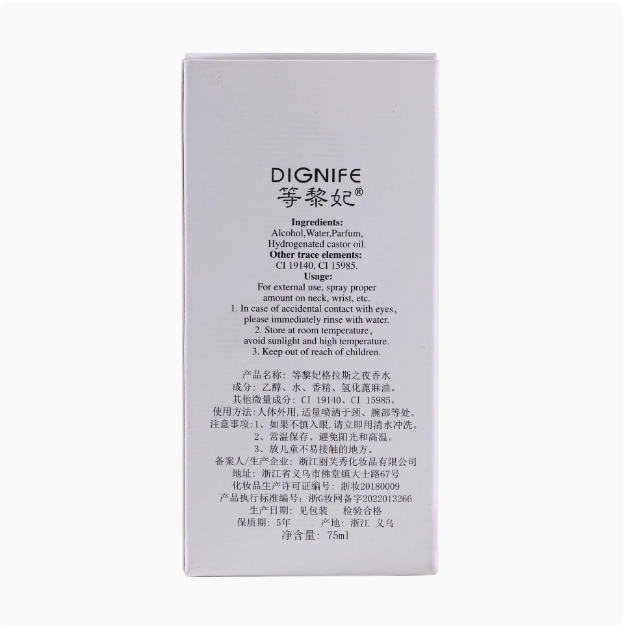 DIGNIFE
等黎妃®
Ingredients:
Alcohol,Water,Parfum,
Hydrogenated castor oil.
Other trace elements:
CI 19140, CI 15985.
Usage:
For external use, spray proper
amount on neck, wrist, etc.
1. In case of accidental contact with eyes,
please immediately rinse with water.
2. Store at room temperature,
avoid sunlight and high temperature.
3. Keep out of reach of children.
产品名称: 等黎妃格拉斯之夜香水
成分: 乙醇、水、香精、氢化蓖麻油。
其他微量成分: CI 19140、CI 15985。
使用方法:人体外用,适量喷洒于颈、腕部等处。
注意事项:1、如果不慎入眼,请立即用清水冲洗。
2、常温保存、避免阳光和高温。
3、放儿童不易接触的地方。
备案人/生产企业: 浙江丽芙秀化妆品有限公司
地址: 浙江省义乌市佛堂镇大士路67号
化妆品生产许可证编号: 浙妆20180009
产品执行标准编号: 浙G妆网备字2022013266
生产日期: 见包装 检验合格
保质期: 5年 产地: 浙江 义乌
净含量: 75ml